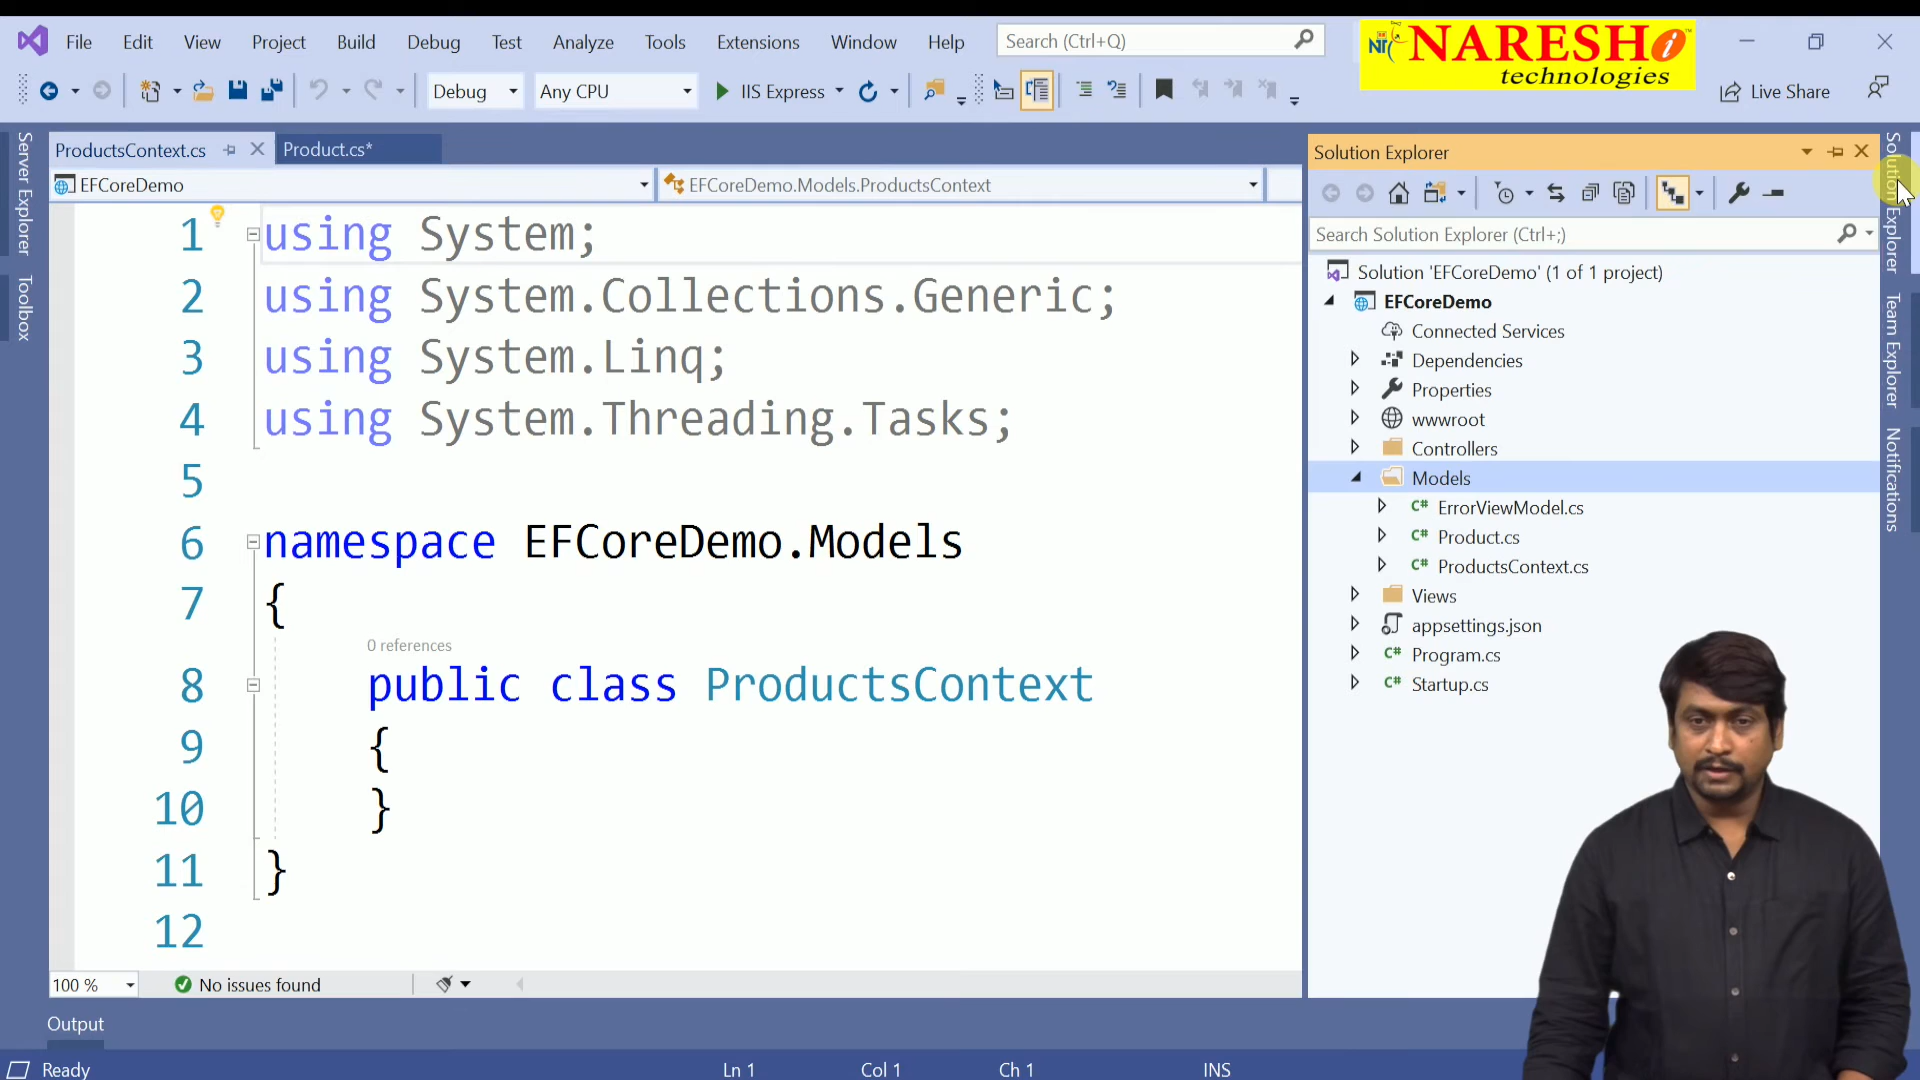 File Edit View Project Build Debug Test Analyze Tools Extensions Window Help Search (Ctrl+Q)
NARESH i
technologies
Debug Any CPU IIS Express Live Share
Server Explorer
Toolbox
ProductsContext.cs Product.cs*
EFCoreDemo EFCoreDemo.Models.ProductsContext
1 using System;
2 using System.Collections.Generic;
3 using System.Linq;
4 using System.Threading.Tasks;
5
6 namespace EFCoreDemo.Models
7 {
0 references
8 public class ProductsContext
9 {
10 }
11 }
12
100 % No issues found
Solution Explorer
Search Solution Explorer (Ctrl+;)
Solution 'EFCoreDemo' (1 of 1 project)
EFCoreDemo
Connected Services
Dependencies
Properties
wwwroot
Controllers
Models
C# ErrorViewModel.cs
C# Product.cs
C# ProductsContext.cs
Views
appsettings.json
C# Program.cs
C# Startup.cs
Solution Explorer
Team Explorer
Notifications
Output
Ready Ln 1 Col 1 Ch 1 INS